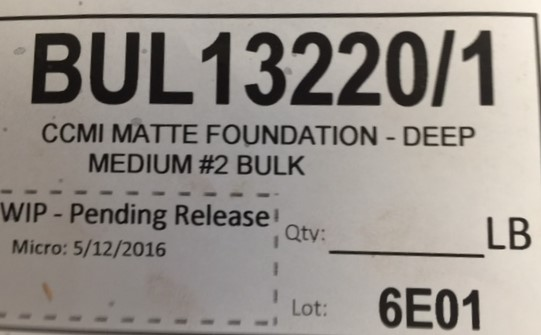 BUL13220/1
CCMI MATTE FOUNDATION - DEEP
MEDIUM #2 BULK
WIP - Pending Release
Micro: 5/12/2016
Qty: LB
Lot: 6E01